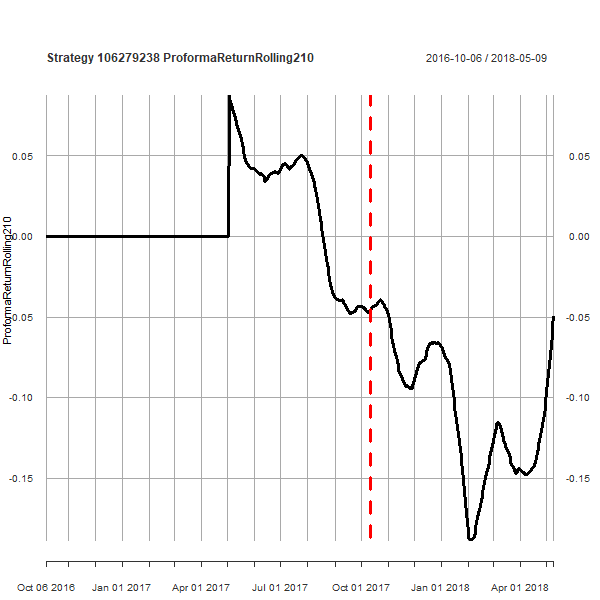 Strategy 106279238 ProformaReturnRolling210
2016-10-06 / 2018-05-09
ProformaReturnRolling210
0.05
0.00
-0.05
-0.10
-0.15
0.05
0.00
-0.05
-0.10
-0.15
Oct 06 2016
Jan 01 2017
Apr 01 2017
Jul 01 2017
Oct 01 2017
Jan 01 2018
Apr 01 2018